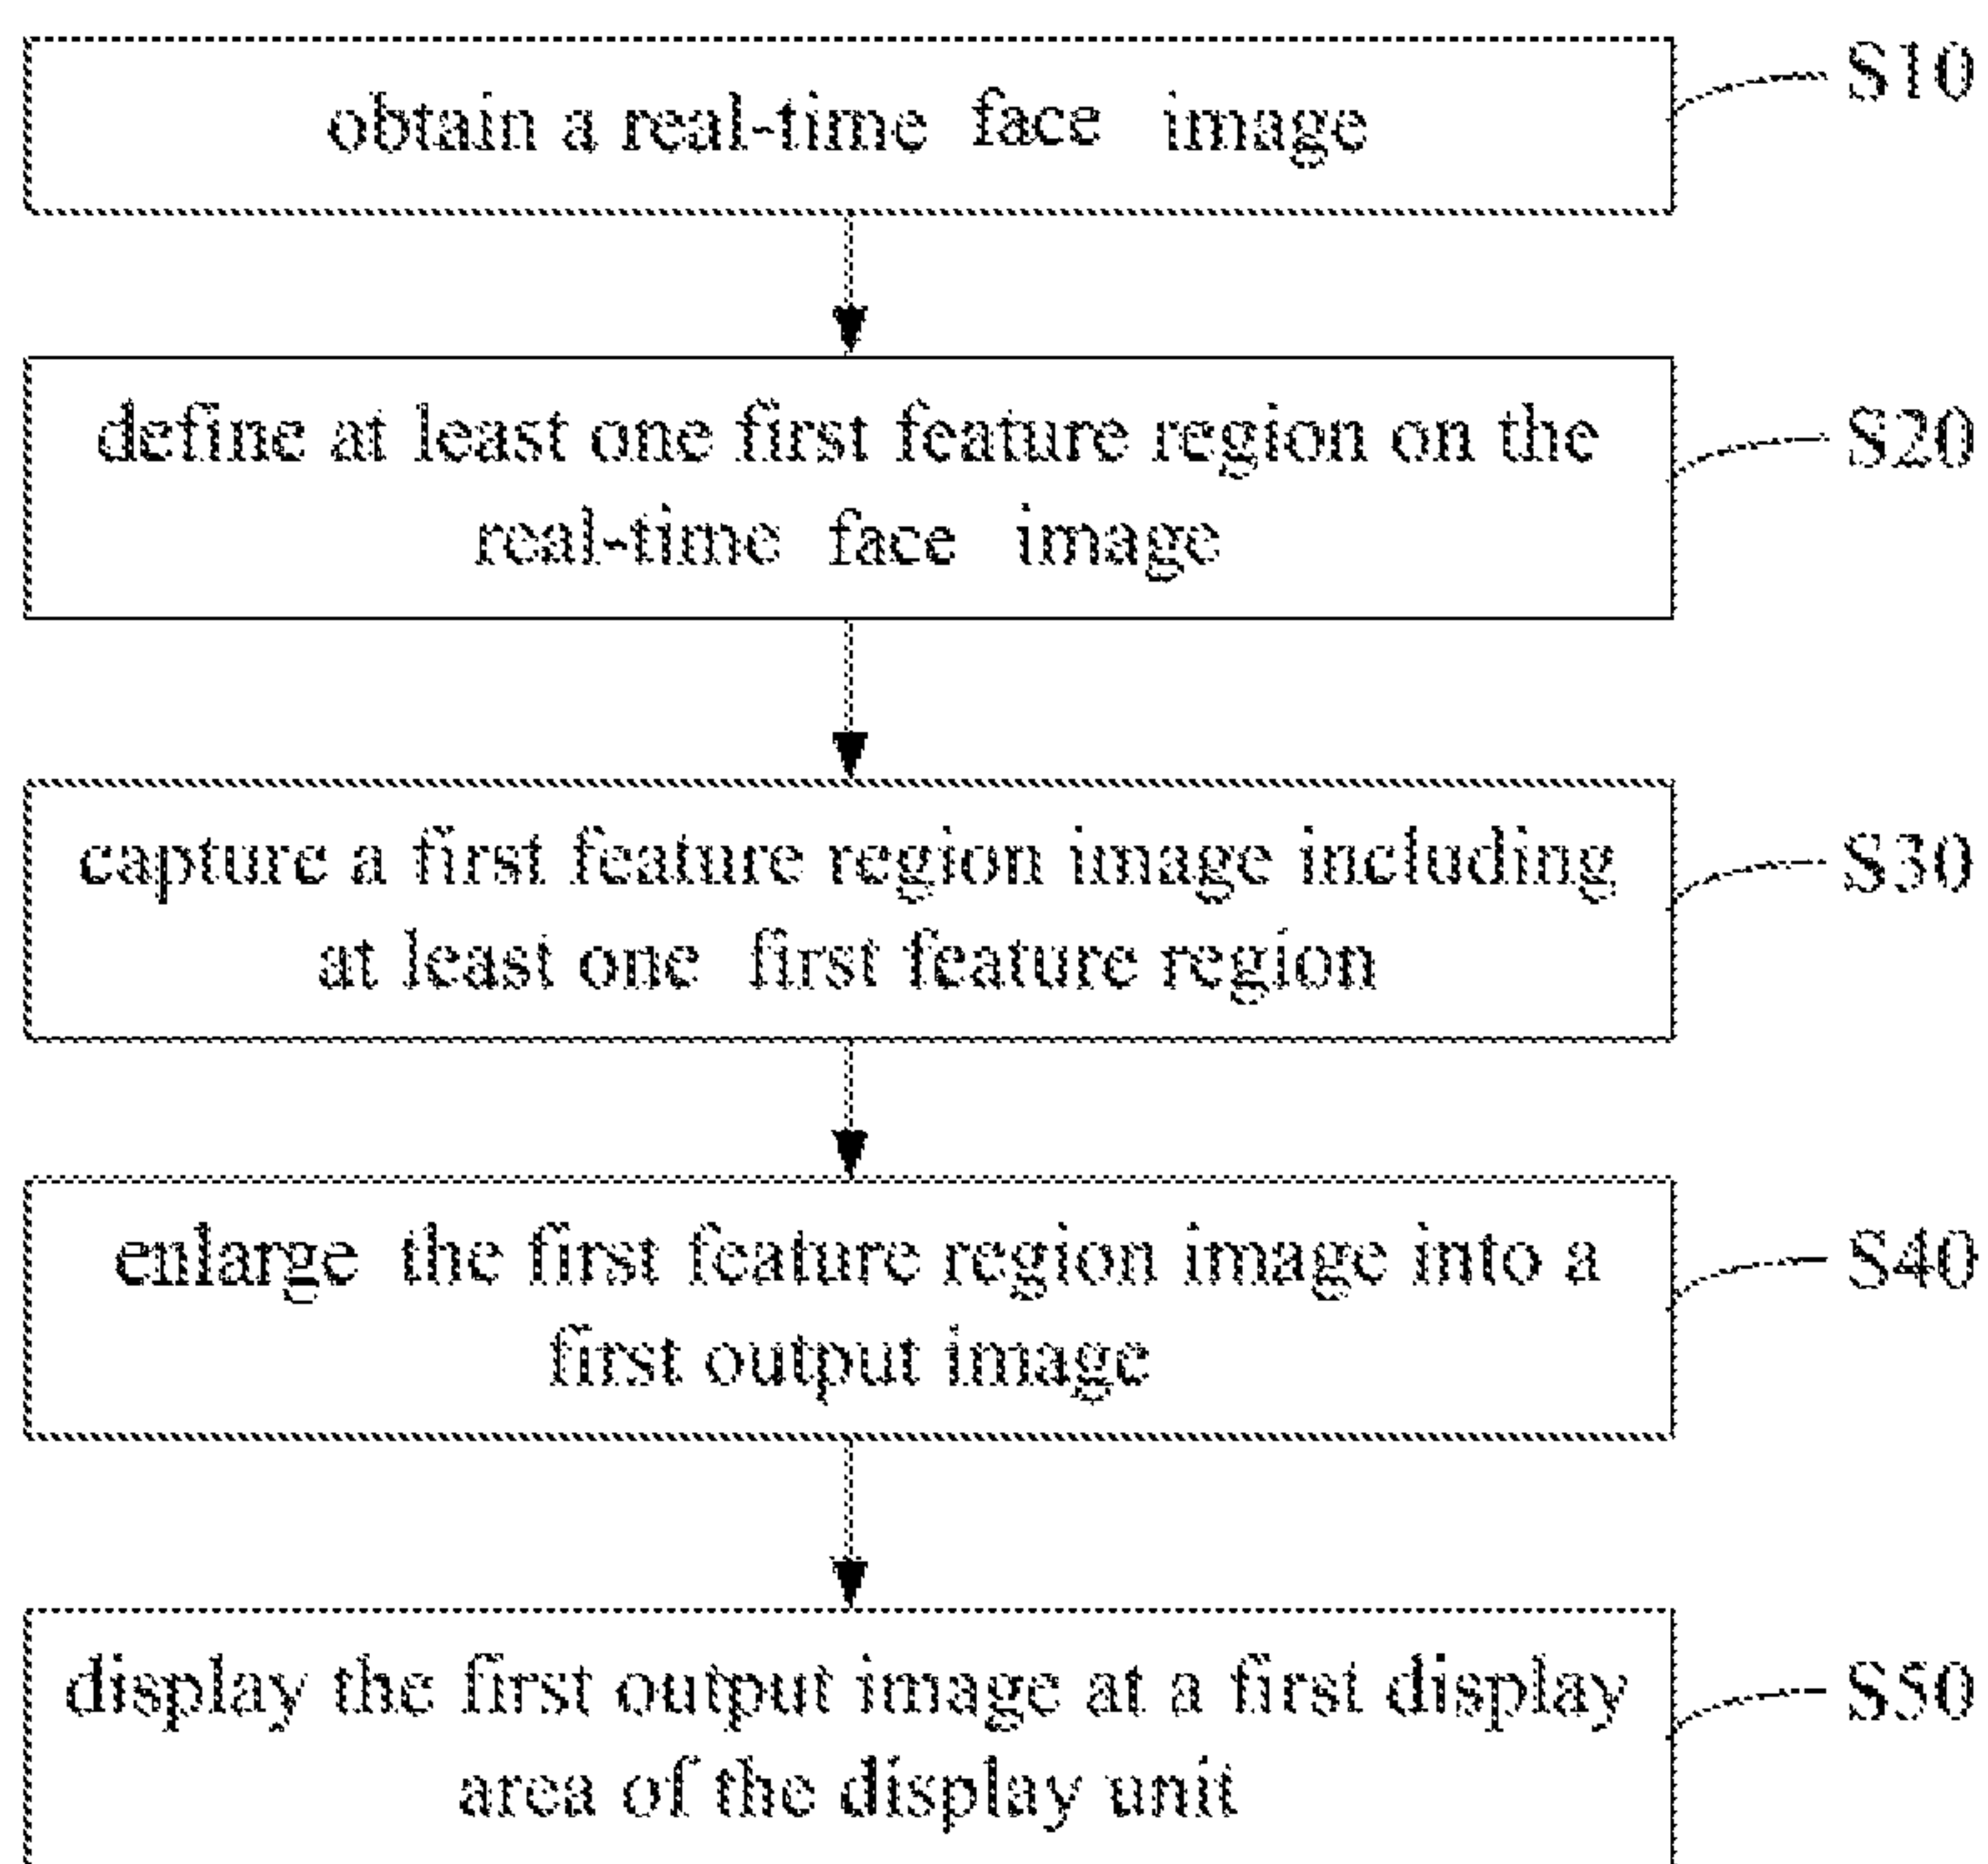 obtain a real-time face image
S10
define at least one first feature region on the
real-time face image
S20
capture a first feature region image including
at least one first feature region
S30
enlarge the first feature region image into a
first output image
S40
display the first output image at a first display
area of the display unit
S50